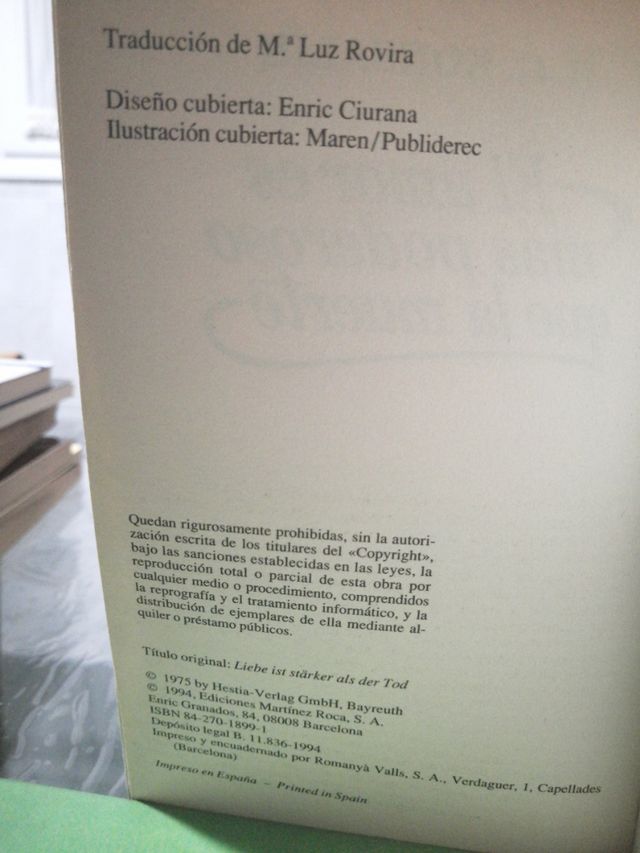 Traducción de M.ª Luz Rovira
Diseño cubierta: Enric Ciurana
Ilustración cubierta: Maren/Publiderec
Quedan rigurosamente prohibidas, sin la autori-
zación escrita de los titulares del «Copyright»,
bajo las sanciones establecidas en las leyes, la
reproducción total o parcial de esta obra por
cualquier medio o procedimiento, comprendidos
la reprografía y el tratamiento informático, y la
distribución de ejemplares de ella mediante al-
quiler o préstamo públicos.
Título original: Liebe ist stärker als der Tod
© 1975 by Hestia-Verlag GmbH, Bayreuth
© 1994, Ediciones Martínez Roca, S. A.
Enric Granados, 84, 08008 Barcelona
ISBN 84-270-1899-1
Depósito legal B. 11.836-1994
Impreso y encuadernado por Romanyà Valls, S. A., Verdaguer, 1, Capellades
(Barcelona)
Impreso en España – Printed in Spain